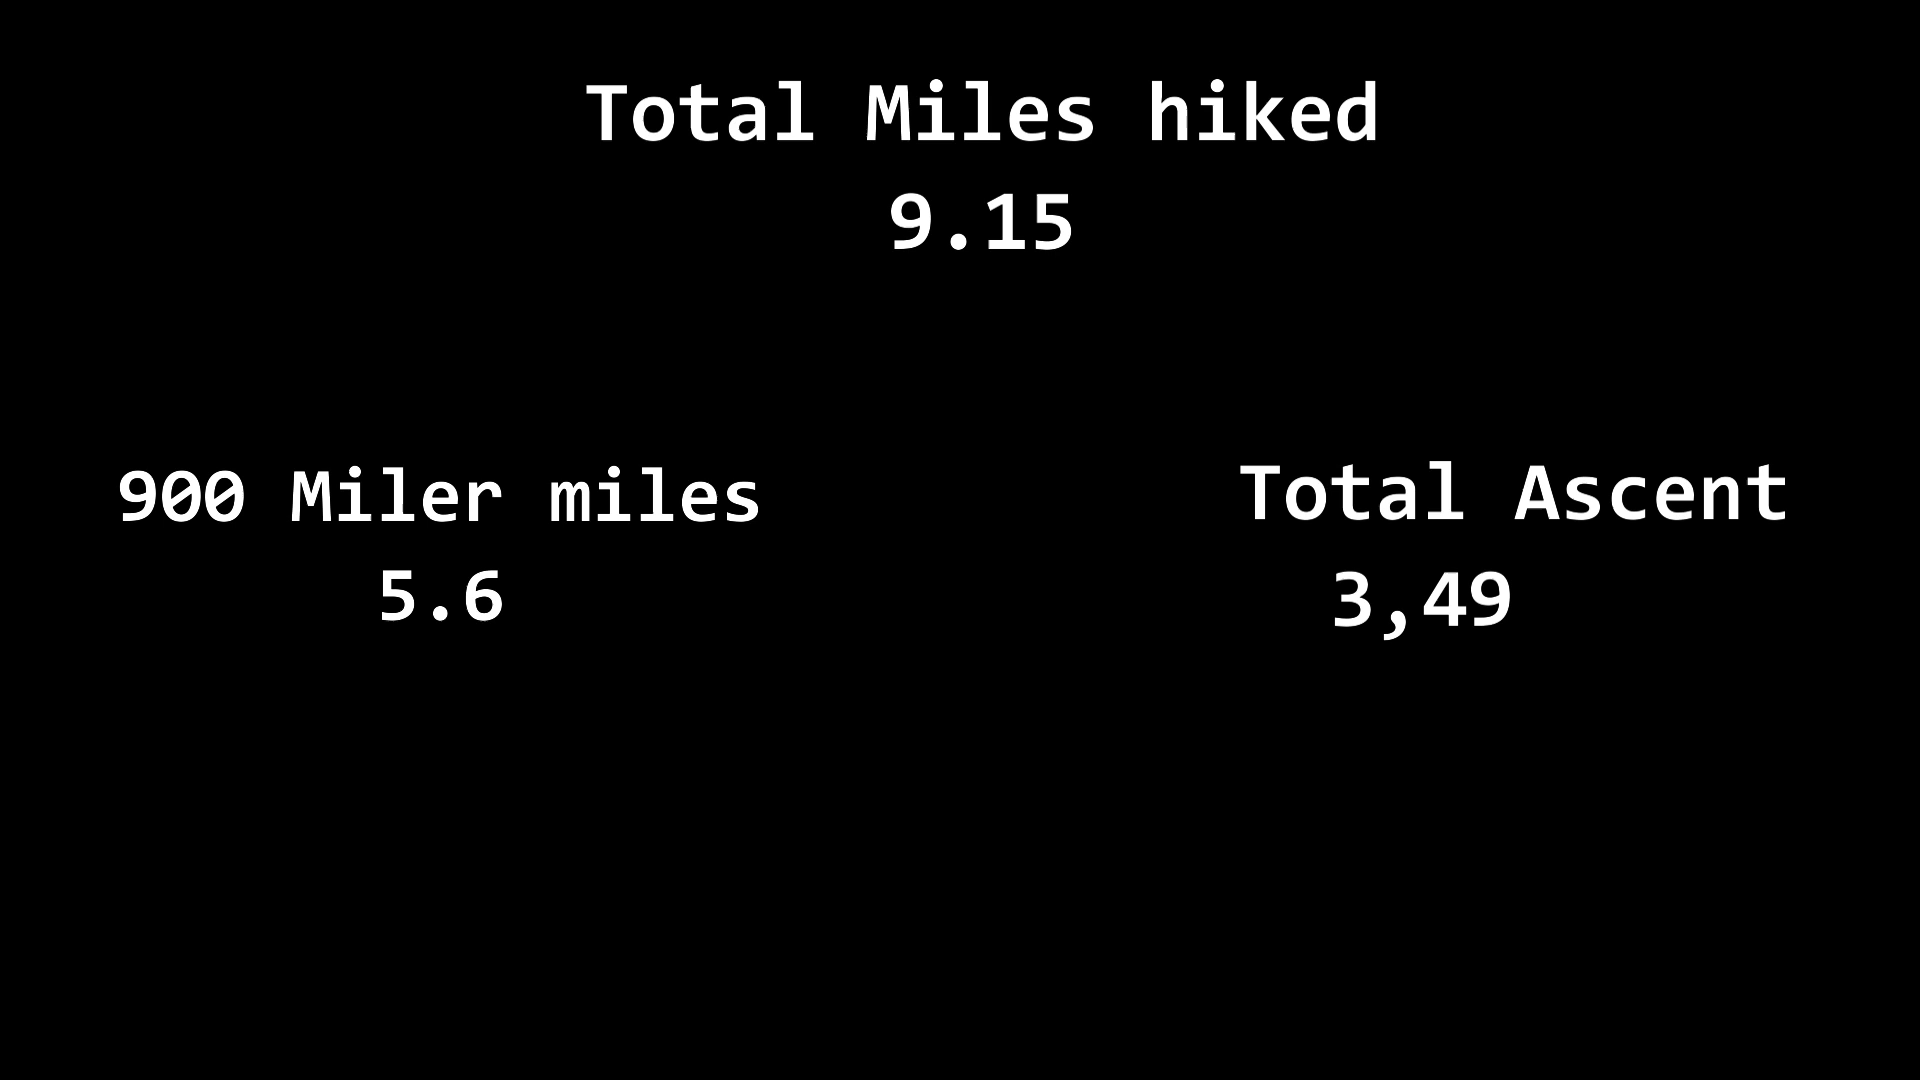 Total Miles hiked
9.15
900 Miler miles
5.6
Total Ascent
3,49